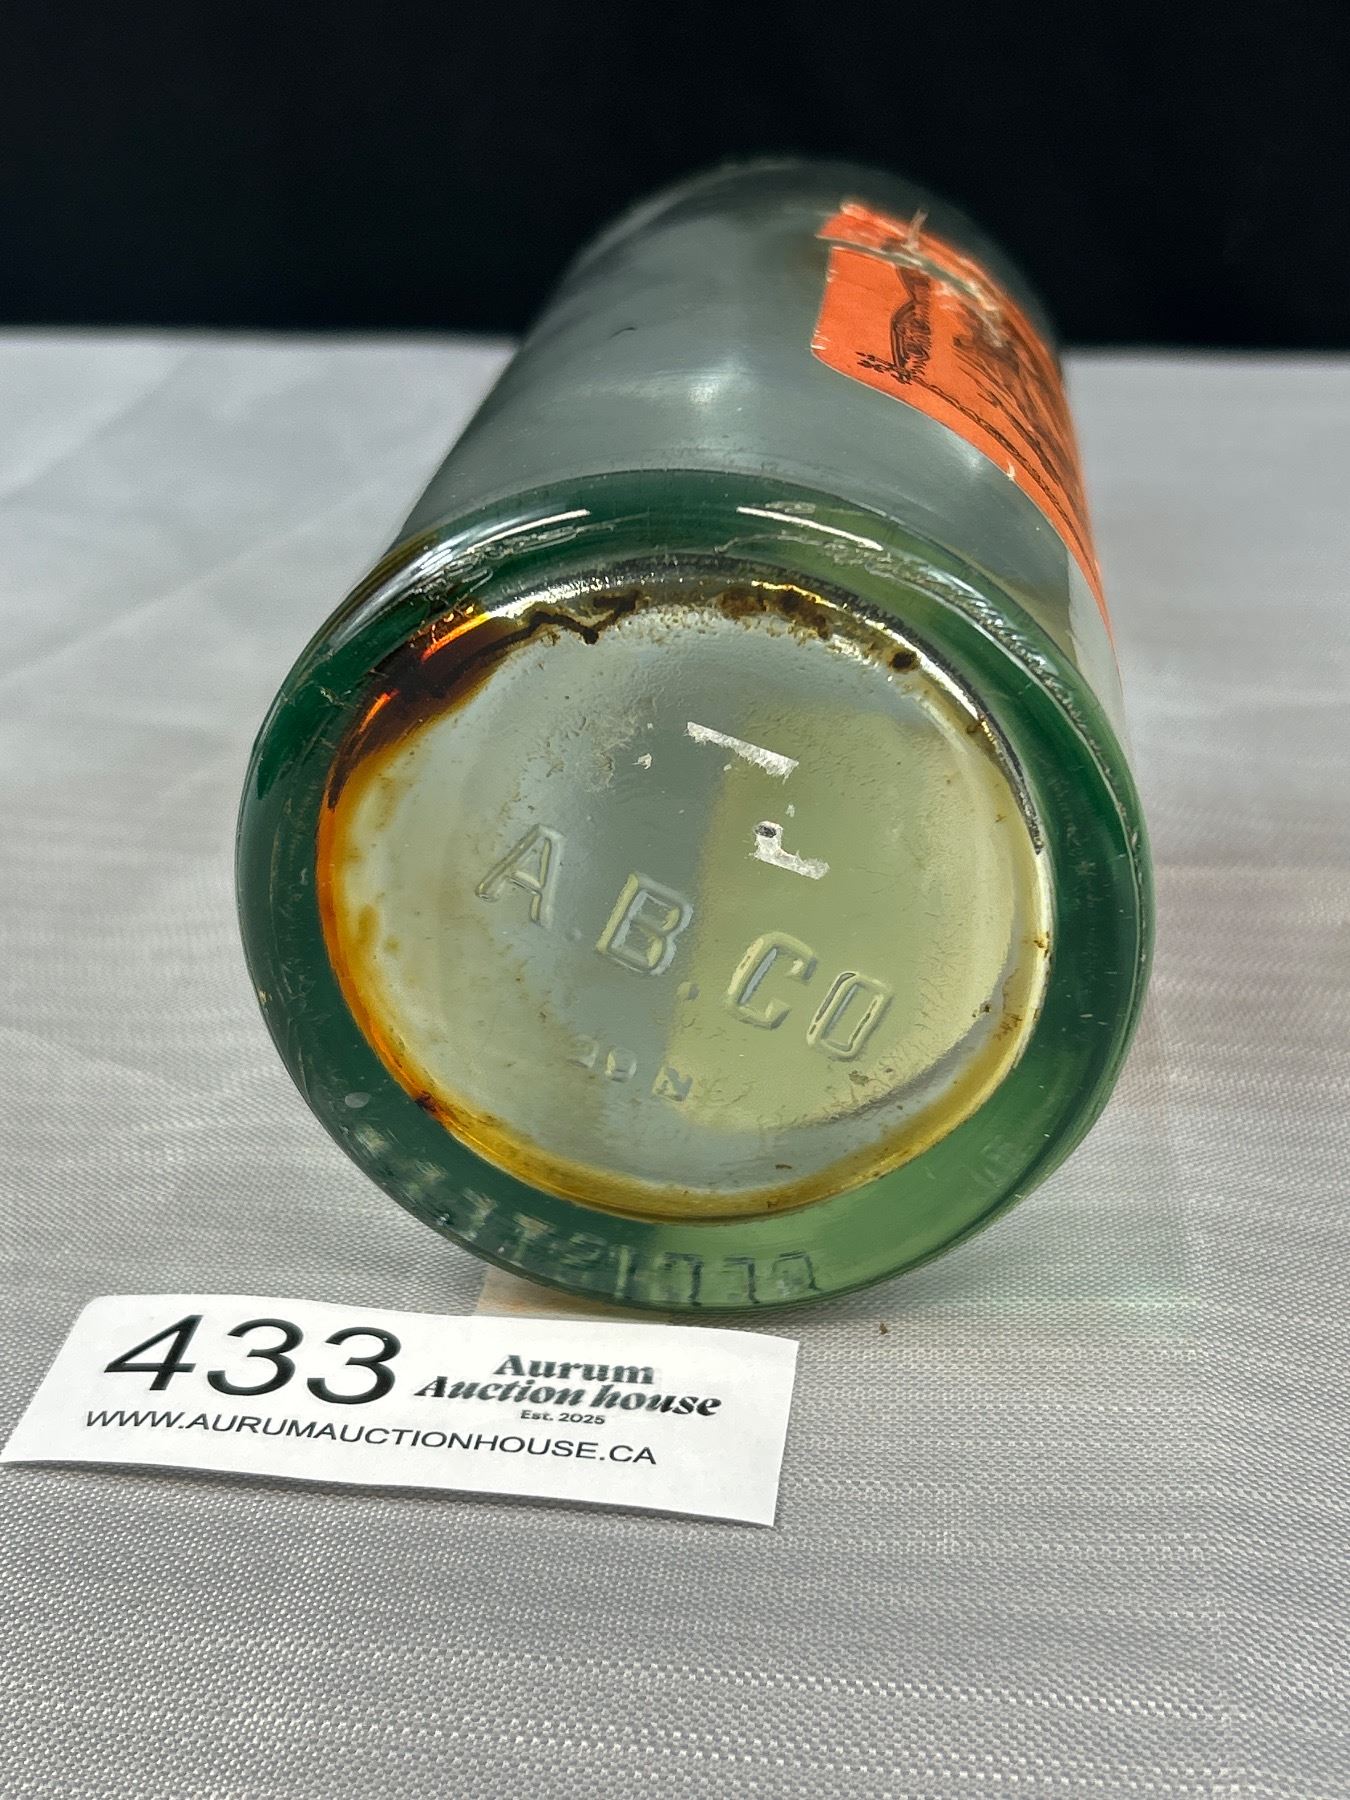 A.B.CO
433
Aurum
Auction house
Est. 2025
WWW.AURUMAUCTIONHOUSE.CA